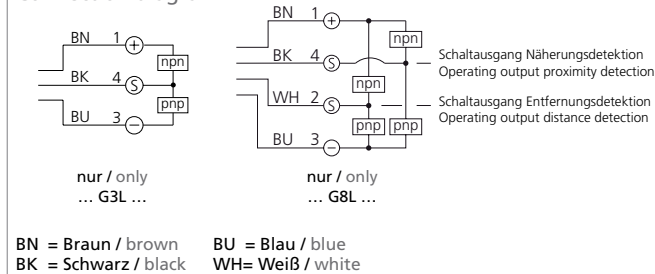 BN 1 +
npn
BK 4 S
pnp
BU 3 −
nur / only
... G3L ...
BN 1 +
npn
BK 4 S
npn
WH 2 S
pnp pnp
BU 3 −
nur / only
... G8L ...
Schaltausgang Näherungsdetektion
Operating output proximity detection
Schaltausgang Entfernungsdetektion
Operating output distance detection
BN = Braun / brown BU = Blau / blue
BK = Schwarz / black WH= Weiß / white